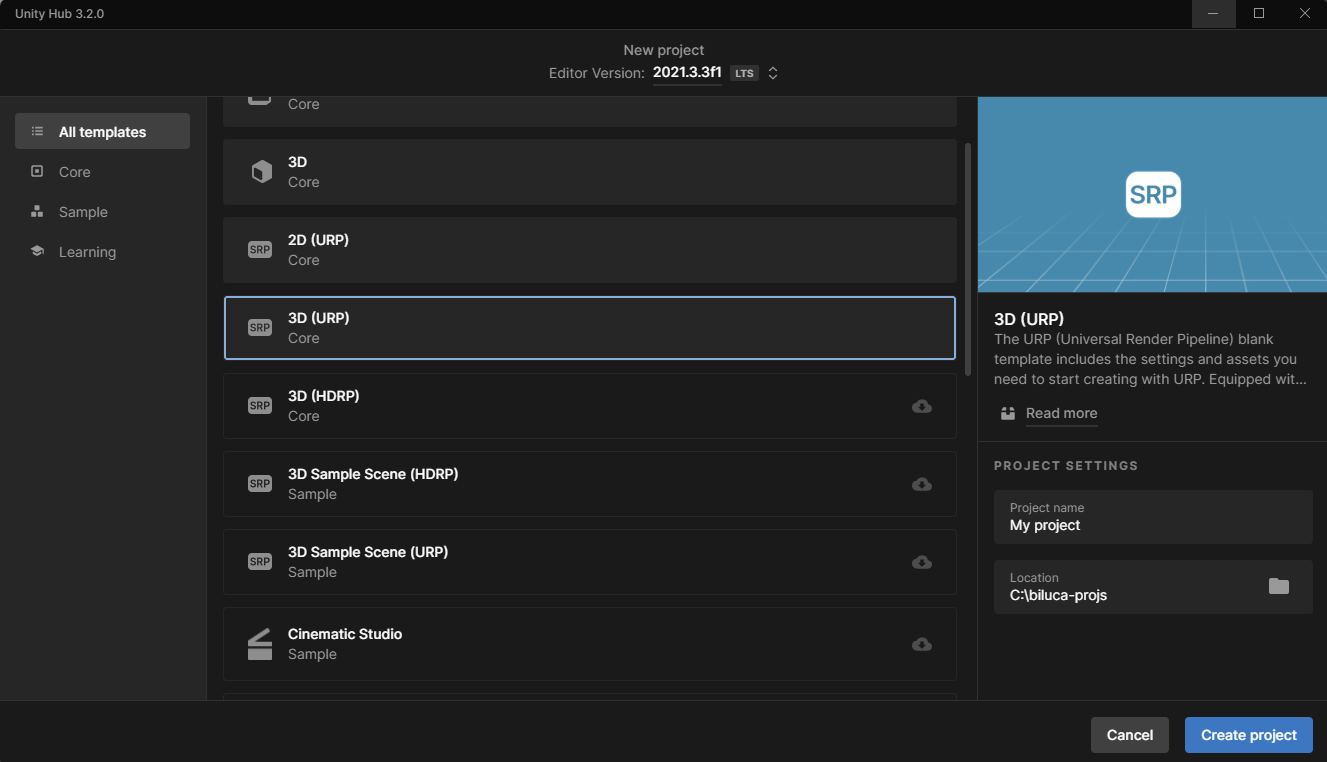 Unity Hub 3.2.0
New project
Editor Version: 2021.3.3f1 LTS
All templates
Core
Sample
Learning
Core
3D
Core
SRP
2D (URP)
Core
SRP
3D (URP)
Core
SRP
3D (HDRP)
Core
SRP
3D Sample Scene (HDRP)
Sample
SRP
3D Sample Scene (URP)
Sample
Cinematic Studio
Sample
SRP
3D (URP)
The URP (Universal Render Pipeline) blank
template includes the settings and assets you
need to start creating with URP. Equipped wit...
Read more
PROJECT SETTINGS
Project name
My project
Location
C:\biluca-projs
Cancel
Create project